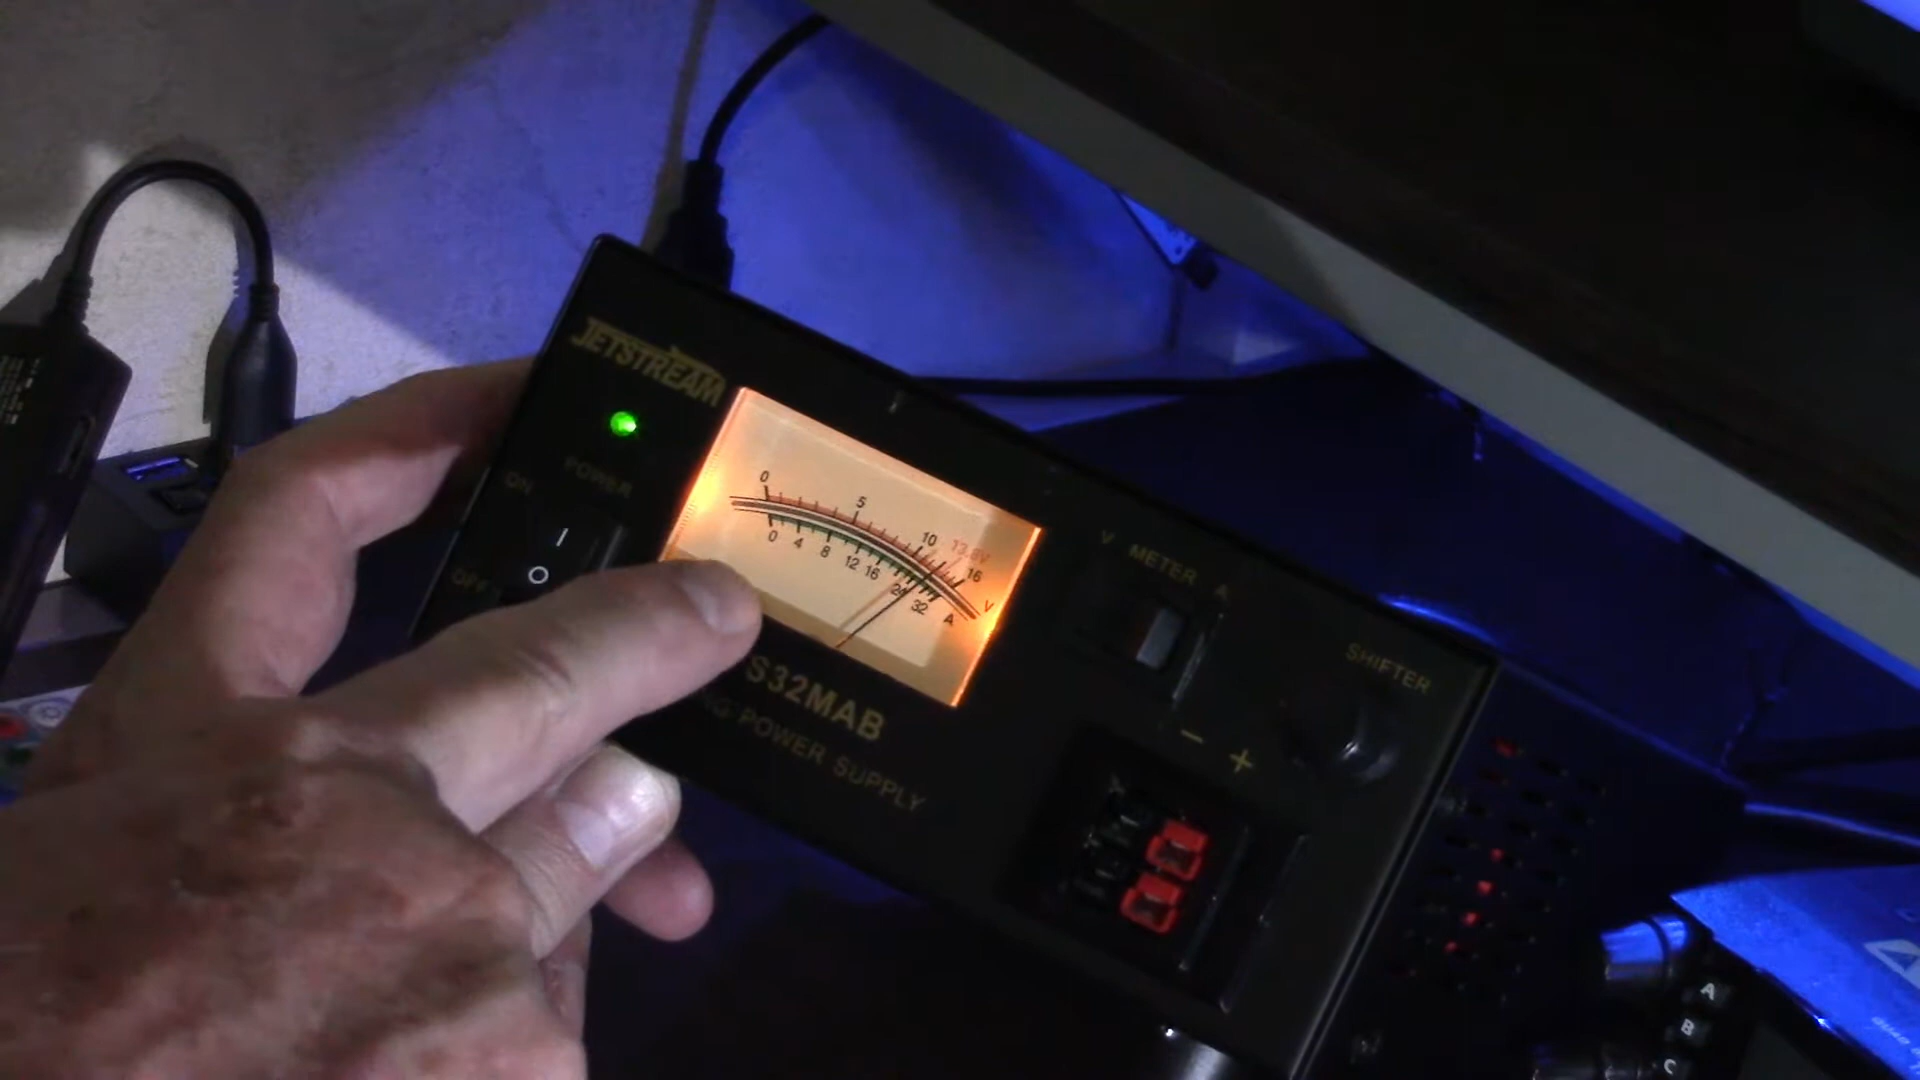 JETSTREAM
POWER
ON
I
O
OFF
0 5 10 13.8V 16 V
0 4 8 12 16 24 32 A
S32MAB
NG POWER SUPPLY
V METER A
SHIFTER
− +
A
B
C